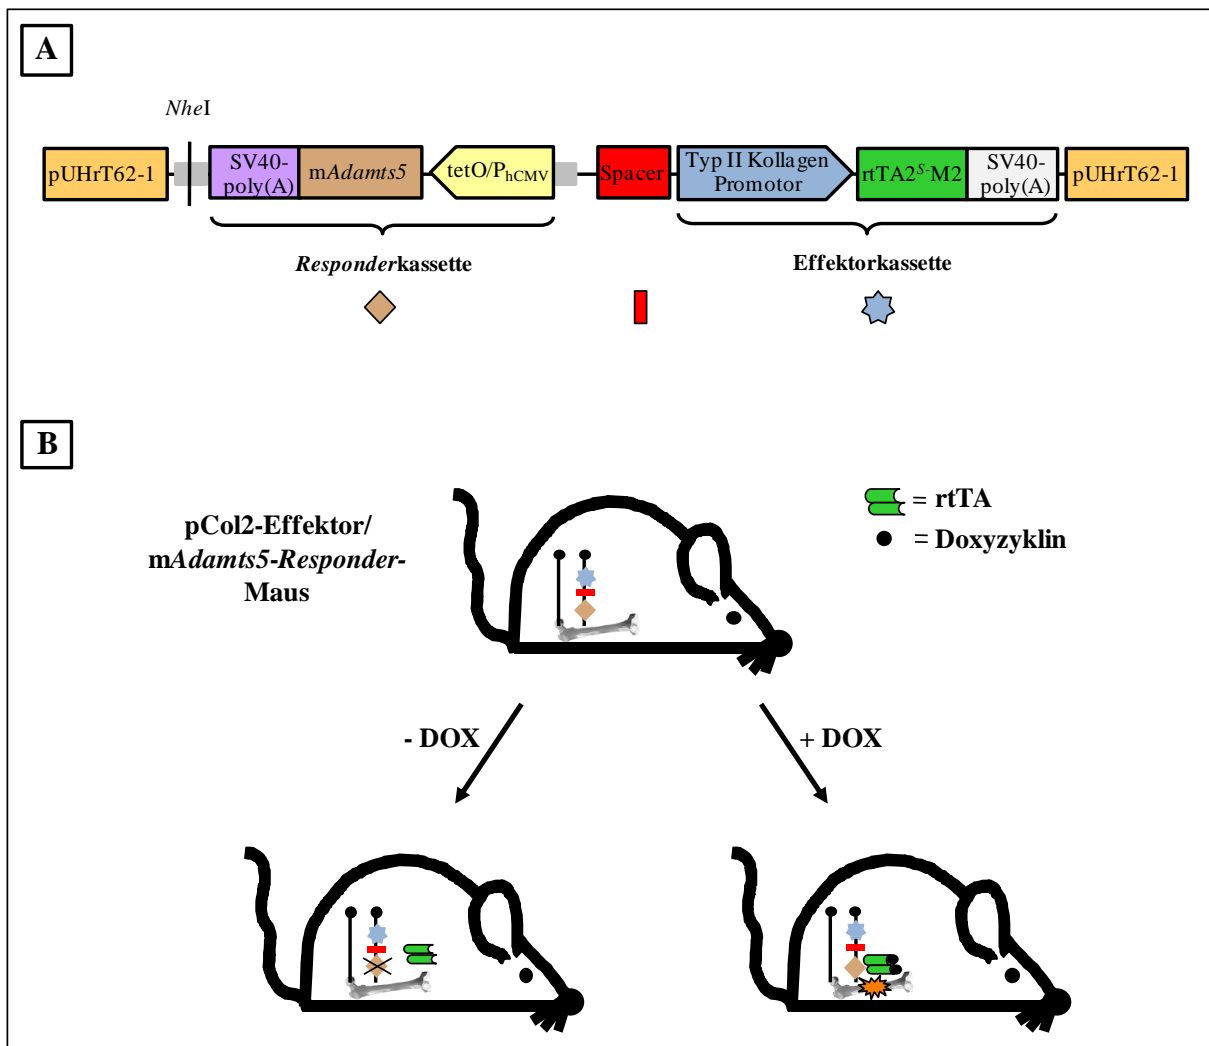 A
NheI
pUHrT62-1
SV40-
poly(A)
mAdamts5
tetO/PhCMV
Spacer
Typ II Kollagen
Promotor
rtTA2S-M2
SV40-
poly(A)
pUHrT62-1
Responderkassette
Effektorkassette
B
pCol2-Effektor/
mAdamts5-Responder-
Maus
= rtTA
= Doxyzyklin
- DOX
+ DOX